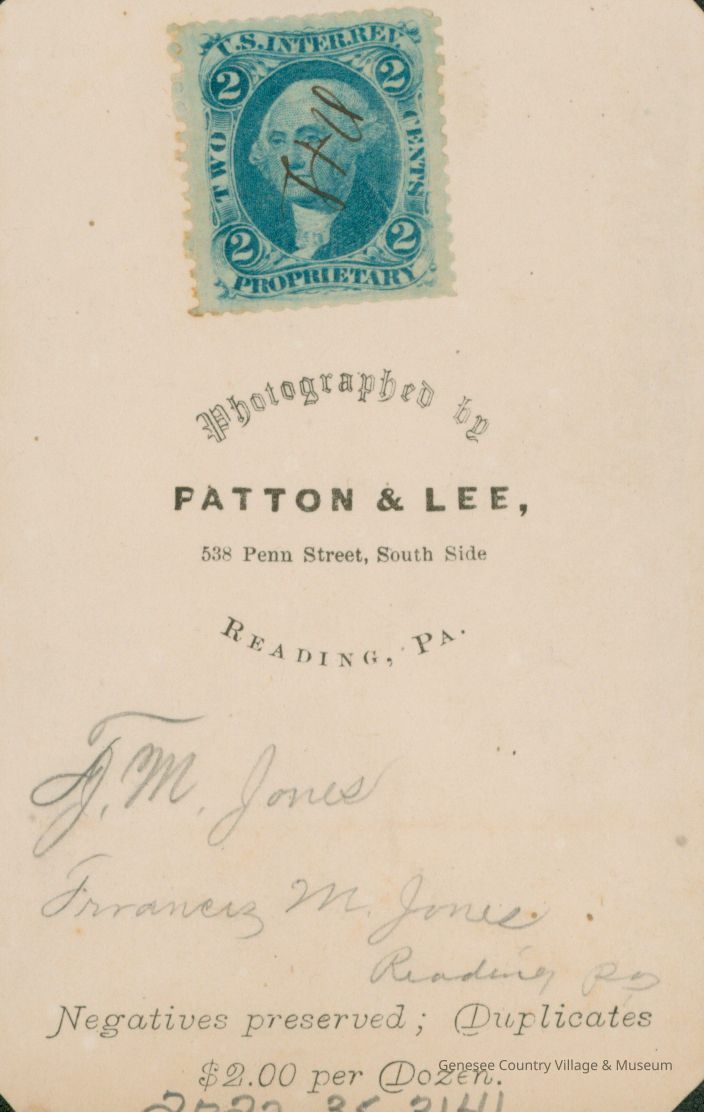 U.S. INTER. REV.
2 2
TWO CENTS
2 2
PROPRIETARY
Photographed by
PATTON & LEE,
538 Penn Street, South Side
READING, PA.
F. M. Jones
Francis M. Jones
Reading Pa
Negatives preserved; Duplicates
$2.00 per Dozen.
Genesee Country Village & Museum